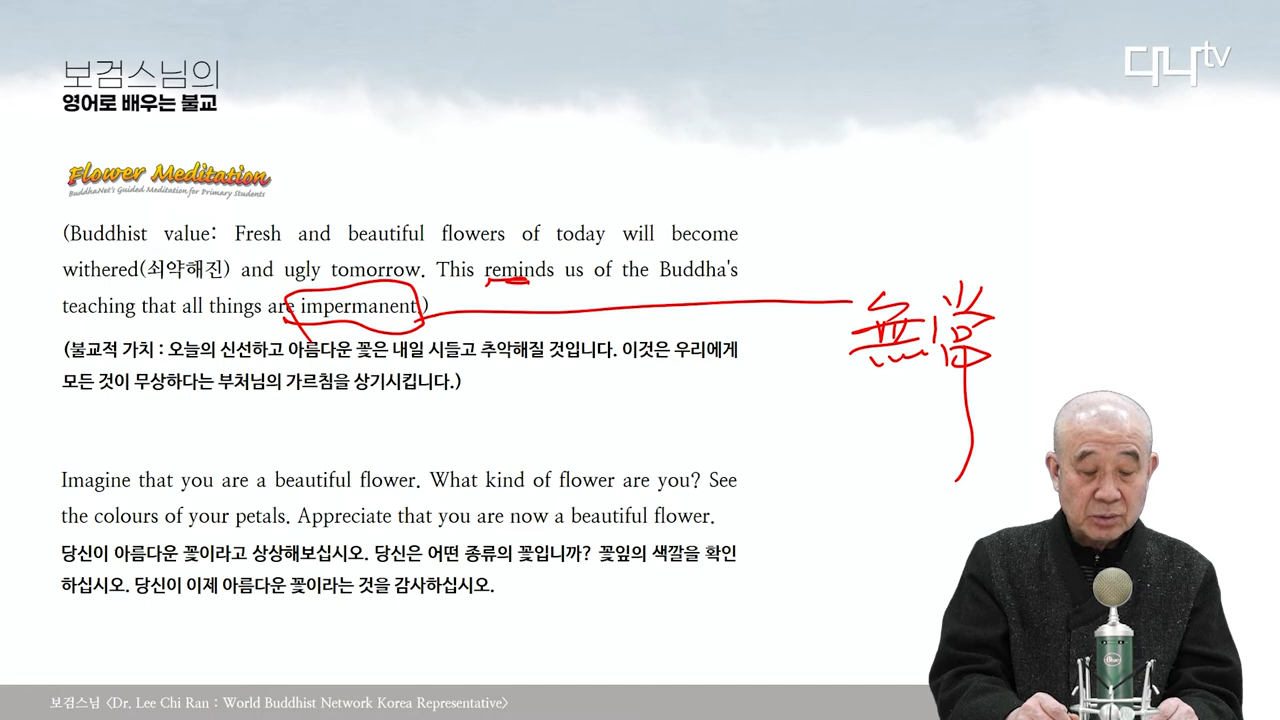 보검스님의
영어로 배우는 불교
디나tv
Flower Meditation
BuddhaNet's Guided Meditation for Primary Students
(Buddhist value: Fresh and beautiful flowers of today will become
withered(쇠약해진) and ugly tomorrow. This reminds us of the Buddha's
teaching that all things are impermanent.)
無常
(불교적 가치 : 오늘의 신선하고 아름다운 꽃은 내일 시들고 추악해질 것입니다. 이것은 우리에게
모든 것이 무상하다는 부처님의 가르침을 상기시킵니다.)
Imagine that you are a beautiful flower. What kind of flower are you? See
the colours of your petals. Appreciate that you are now a beautiful flower.
당신이 아름다운 꽃이라고 상상해보십시오. 당신은 어떤 종류의 꽃입니까? 꽃잎의 색깔을 확인
하십시오. 당신이 이제 아름다운 꽃이라는 것을 감사하십시오.
Blue
보검스님 <Dr. Lee Chi Ran : World Buddhist Network Korea Representative>